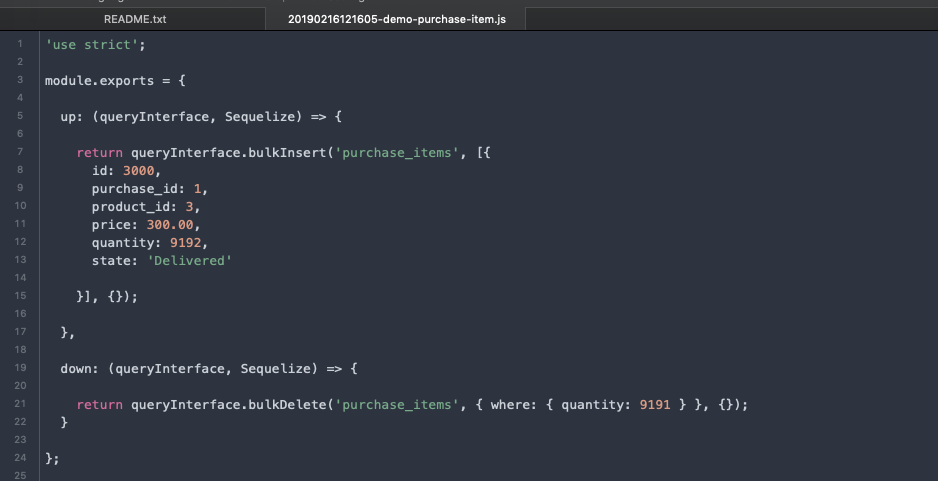 README.txt
20190216121605-demo-purchase-item.js
1 'use strict';
2
3 module.exports = {
4
5 up: (queryInterface, Sequelize) => {
6
7 return queryInterface.bulkInsert('purchase_items', [{
8 id: 3000,
9 purchase_id: 1,
10 product_id: 3,
11 price: 300.00,
12 quantity: 9192,
13 state: 'Delivered'
14
15 }], {});
16
17 },
18
19 down: (queryInterface, Sequelize) => {
20
21 return queryInterface.bulkDelete('purchase_items', { where: { quantity: 9191 } }, {});
22 }
23
24 };
25